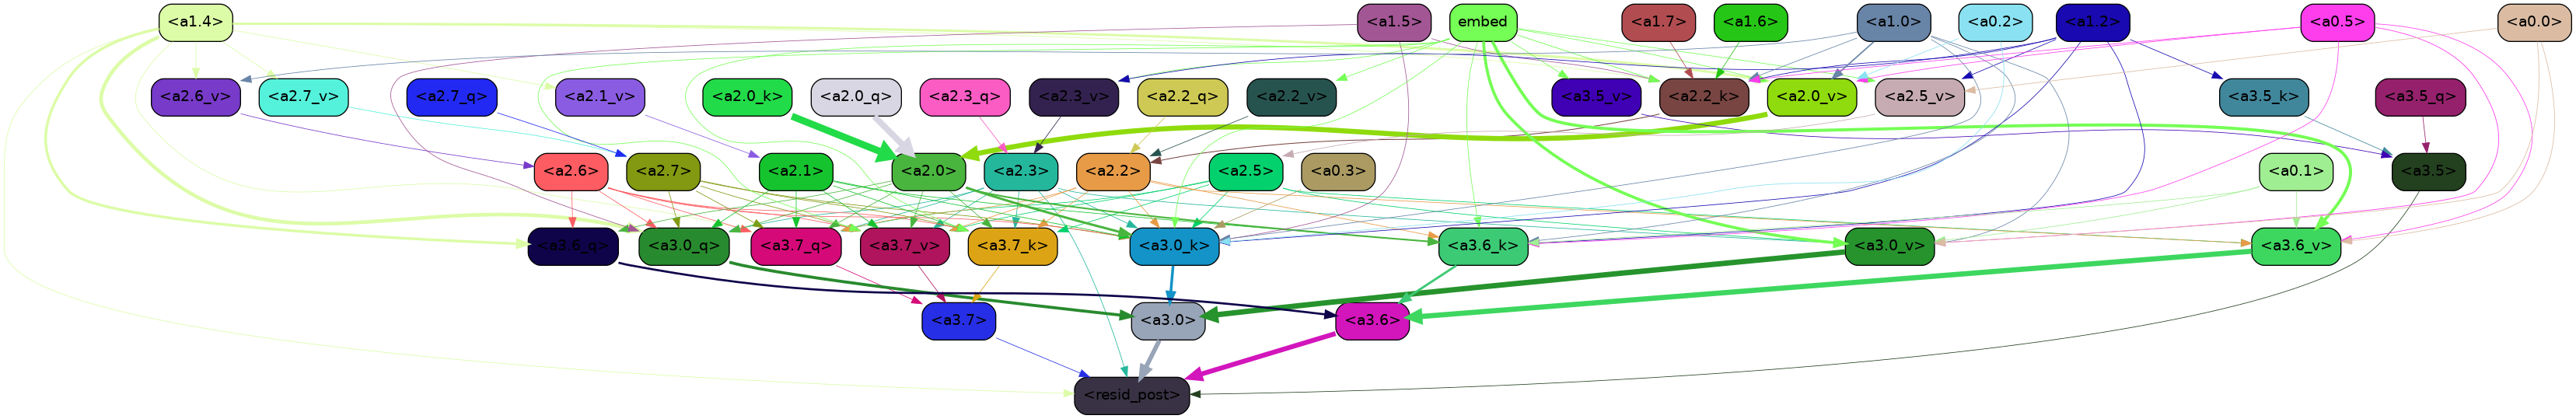 <a1.4> <a1.5> embed <a1.7> <a1.6> <a1.0> <a0.2> <a1.2> <a0.5> <a0.0>
<a2.6_v> <a2.7_v> <a2.7_q> <a2.1_v> <a2.0_k> <a2.0_q> <a2.3_q> <a2.3_v> <a2.2_q> <a2.2_v> <a3.5_v> <a2.2_k> <a2.0_v> <a2.5_v> <a3.5_k> <a3.5_q>
<a2.6> <a2.7> <a2.1> <a2.0> <a2.3> <a2.2> <a2.5> <a0.3> <a0.1> <a3.5>
<a3.6_q> <a3.0_q> <a3.7_q> <a3.7_v> <a3.7_k> <a3.0_k> <a3.6_k> <a3.0_v> <a3.6_v>
<a3.7> <a3.0> <a3.6>
<resid_post>